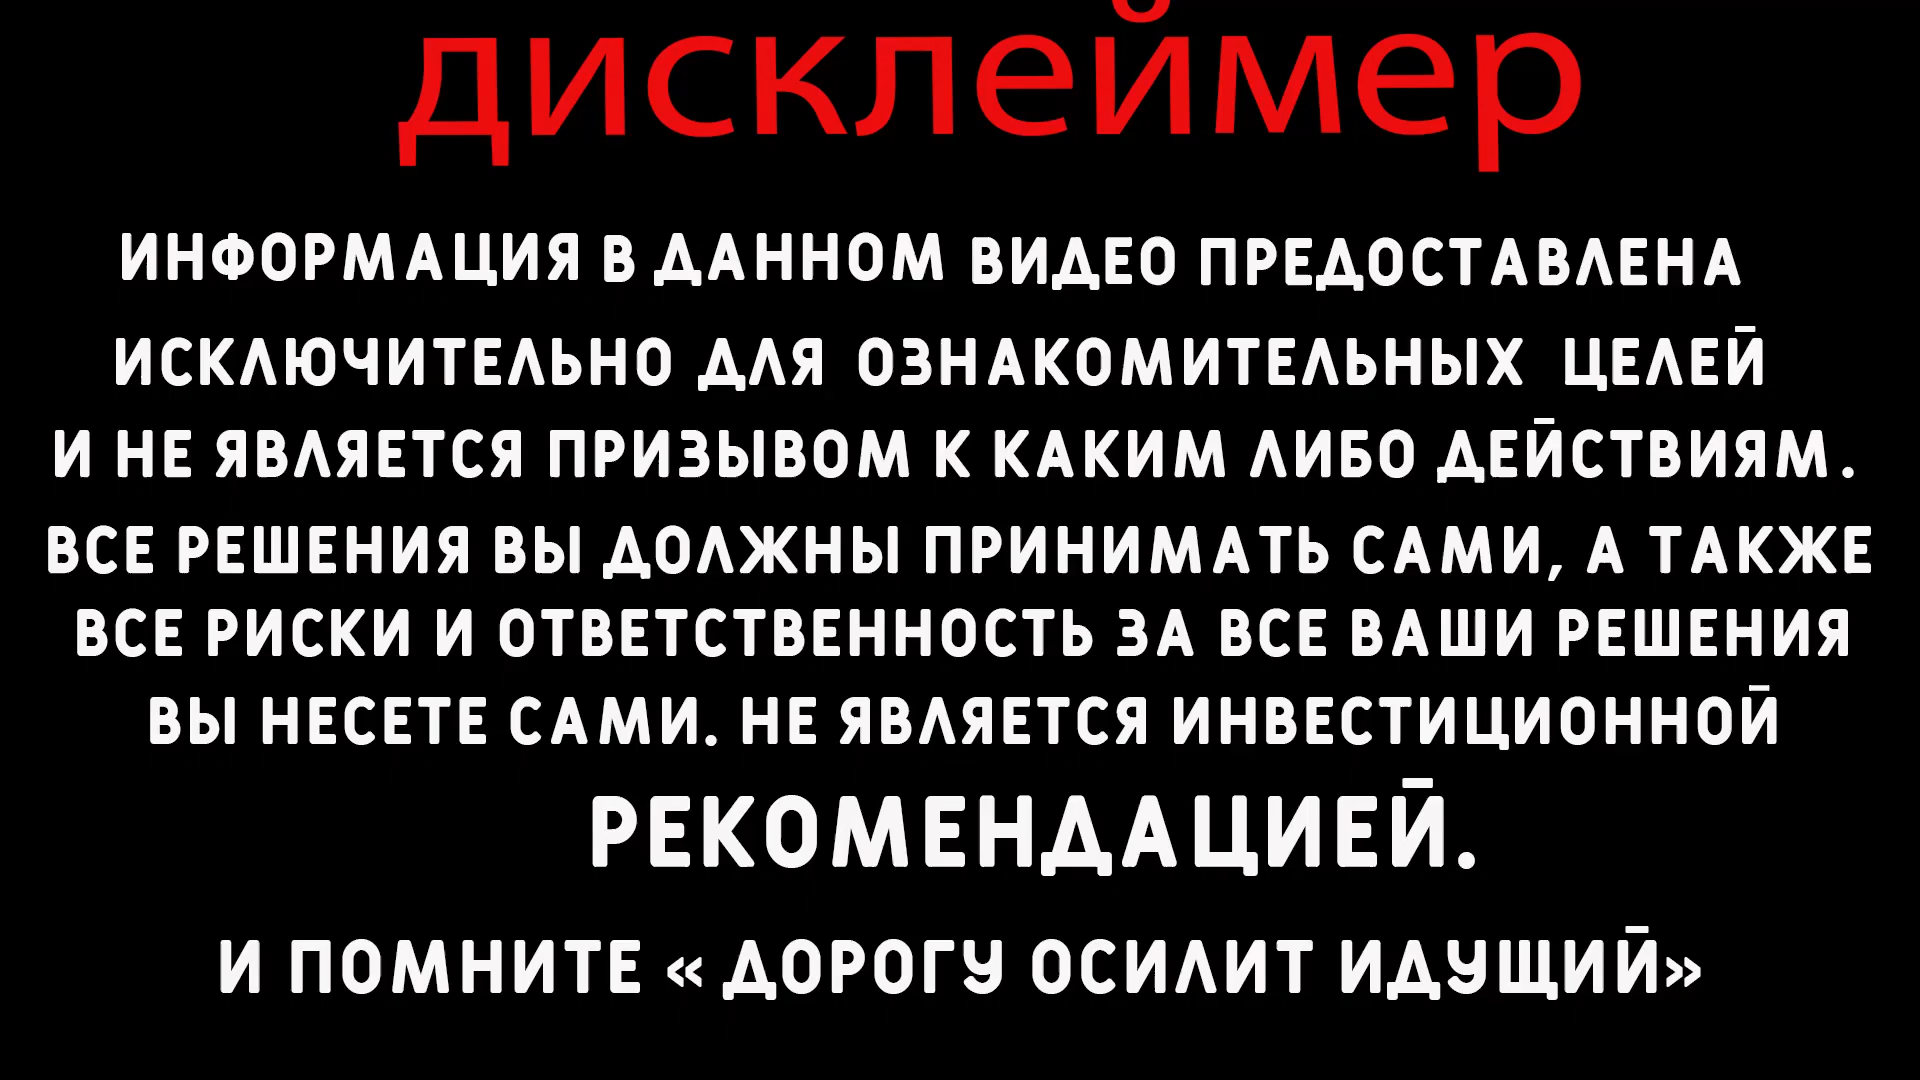 дисклеймер
ИНФОРМАЦИЯ В ДАННОМ ВИДЕО ПРЕДОСТАВЛЕНА
ИСКЛЮЧИТЕЛЬНО ДЛЯ ОЗНАКОМИТЕЛЬНЫХ ЦЕЛЕЙ
И НЕ ЯВЛЯЕТСЯ ПРИЗЫВОМ К КАКИМ ЛИБО ДЕЙСТВИЯМ.
ВСЕ РЕШЕНИЯ ВЫ ДОЛЖНЫ ПРИНИМАТЬ САМИ, А ТАКЖЕ
ВСЕ РИСКИ И ОТВЕТСТВЕННОСТЬ ЗА ВСЕ ВАШИ РЕШЕНИЯ
ВЫ НЕСЕТЕ САМИ. НЕ ЯВЛЯЕТСЯ ИНВЕСТИЦИОННОЙ
РЕКОМЕНДАЦИЕЙ.
И ПОМНИТЕ « ДОРОГУ ОСИЛИТ ИДУЩИЙ»